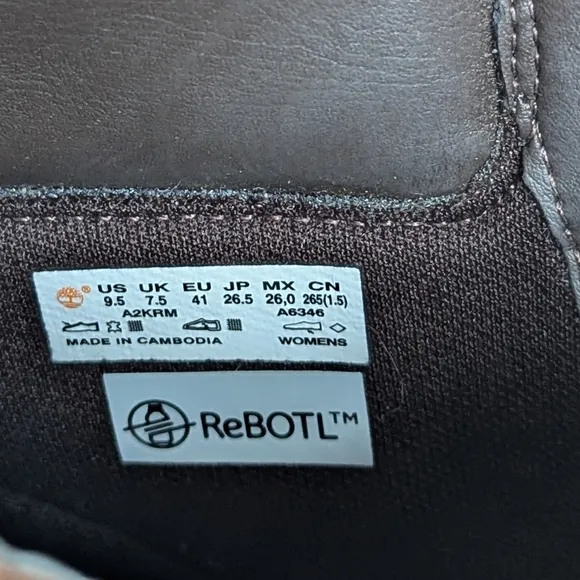 ® US UK EU JP MX CN
9.5 7.5 41 26.5 26,0 265(1.5)
A2KRM A6346
MADE IN CAMBODIA WOMENS
ReBOTL™